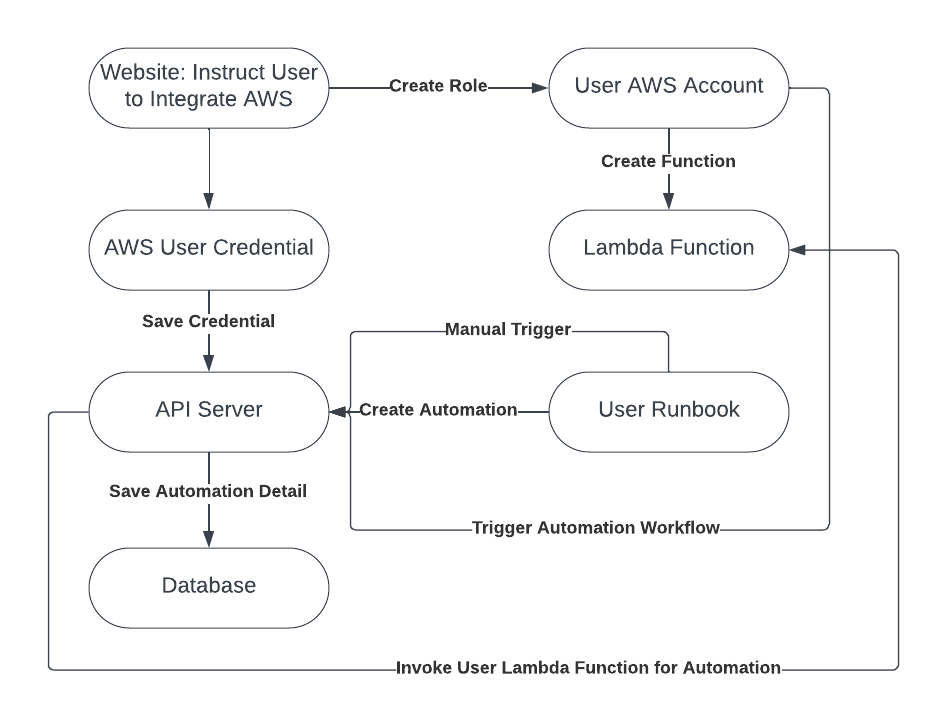 Website: Instruct User
to Integrate AWS
Create Role
User AWS Account
Create Function
AWS User Credential
Lambda Function
Save Credential
Manual Trigger
API Server
Create Automation
User Runbook
Save Automation Detail
Trigger Automation Workflow
Database
Invoke User Lambda Function for Automation